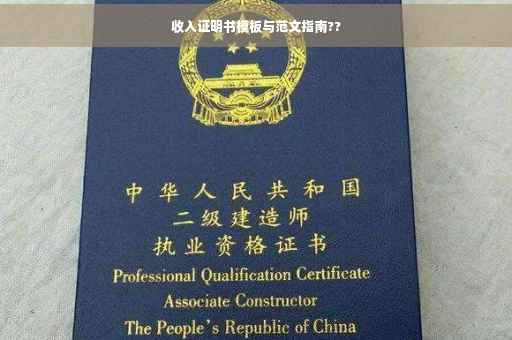 收入证明书模板与范文指南??
中华人民共和国
二级建造师
执业资格证书
Professional Qualification Certificate
Associate Constructor
The People's Republic of China